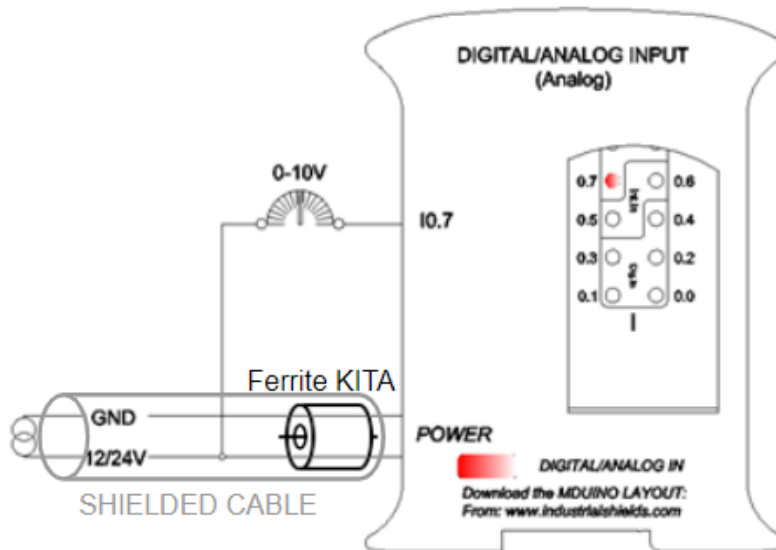 DIGITAL/ANALOG INPUT
(Analog)
0-10V
I0.7
0.7
0.6
0.5
0.4
0.3
0.2
0.1
0.0
I
Ferrite KITA
GND
12/24V
SHIELDED CABLE
POWER
DIGITAL/ANALOG IN
Download the MDUINO LAYOUT:
From: www.industrialshields.com